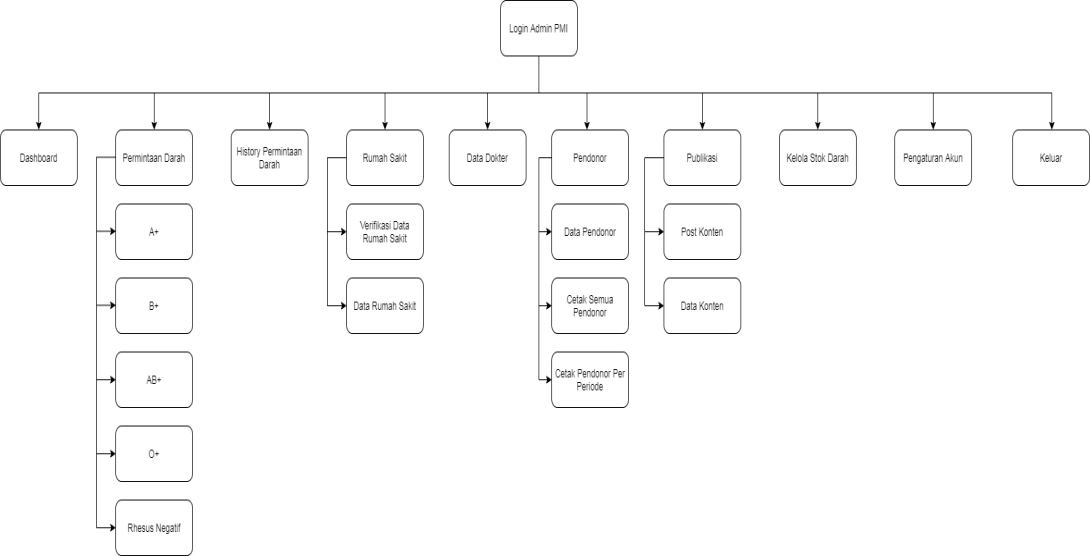 Login Admin PMI
Dashboard
Permintaan Darah
History Permintaan
Darah
Rumah Sakit
Data Dokter
Pendonor
Publikasi
Kelola Stok Darah
Pengaturan Akun
Keluar
A+
Verifikasi Data
Rumah Sakit
Data Pendonor
Post Konten
B+
Data Rumah Sakit
Cetak Semua
Pendonor
Data Konten
AB+
Cetak Pendonor Per
Periode
O+
Rhesus Negatif